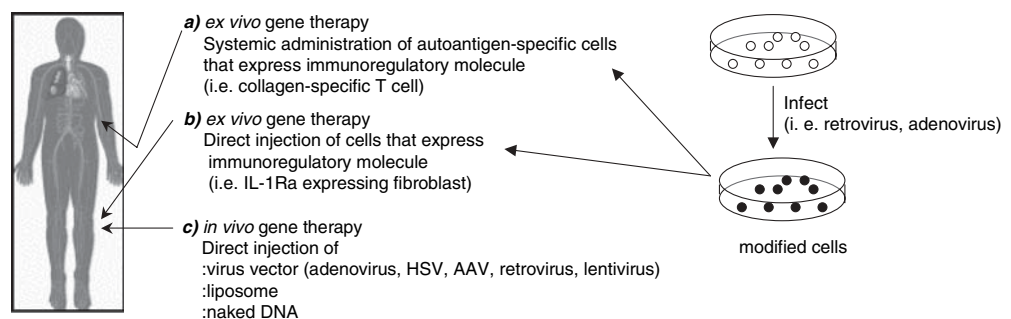 a) ex vivo gene therapy
Systemic administration of autoantigen-specific cells
that express immunoregulatory molecule
(i.e. collagen-specific T cell)
b) ex vivo gene therapy
Direct injection of cells that express
immunoregulatory molecule
(i.e. IL-1Ra expressing fibroblast)
c) in vivo gene therapy
Direct injection of
:virus vector (adenovirus, HSV, AAV, retrovirus, lentivirus)
:liposome
:naked DNA
Infect
(i. e. retrovirus, adenovirus)
modified cells